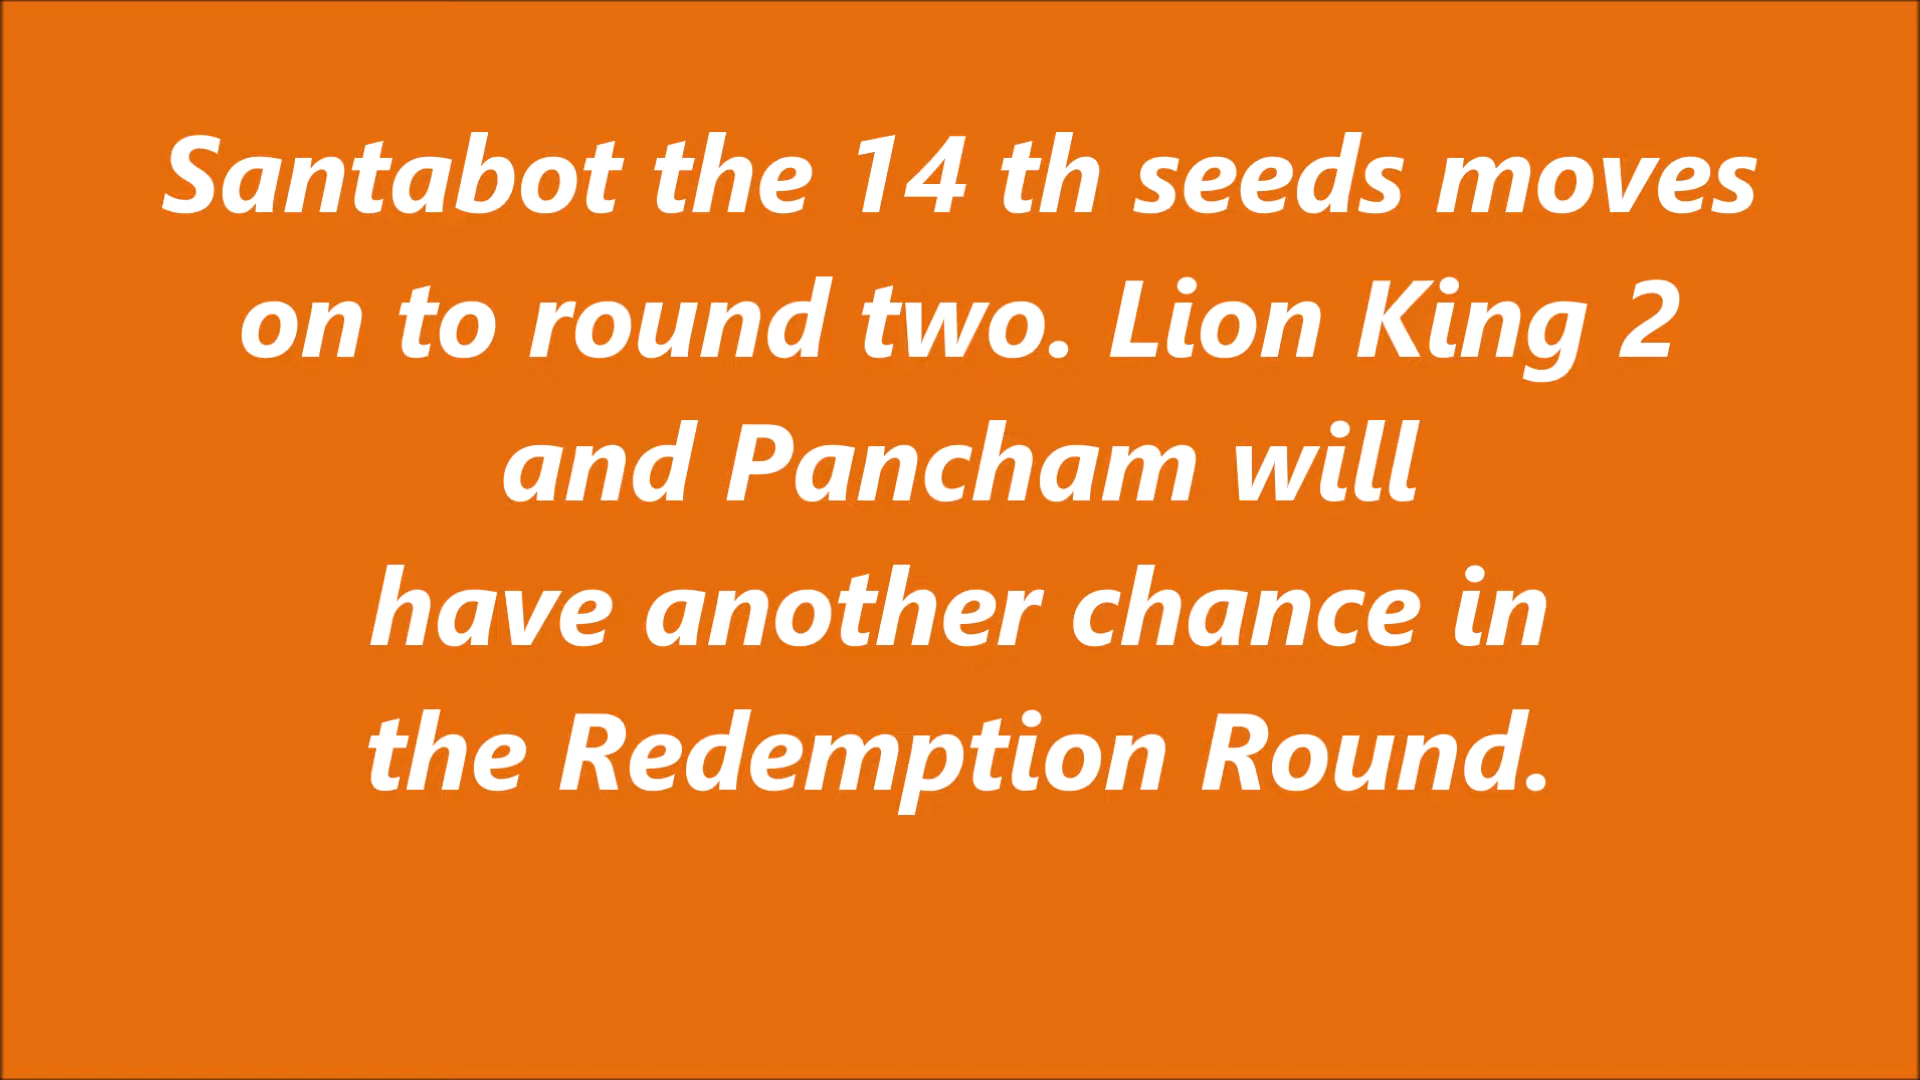 Santabot the 14 th seeds moves
on to round two. Lion King 2
and Pancham will
have another chance in
the Redemption Round.